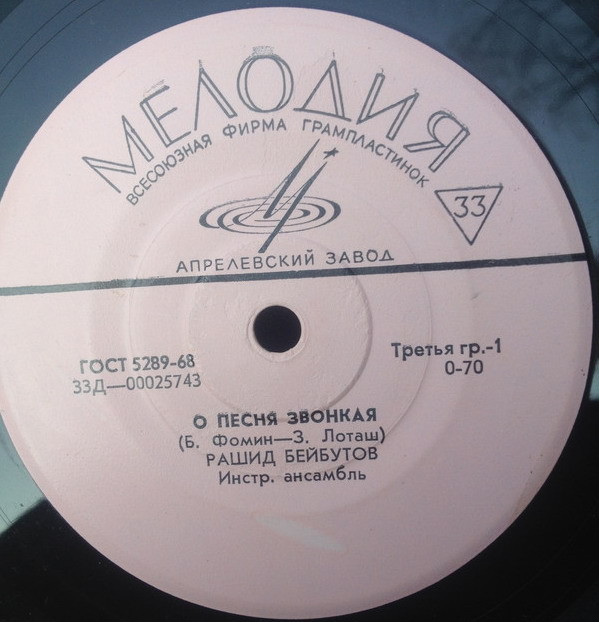 МЕЛОДИЯ
ВСЕСОЮЗНАЯ ФИРМА ГРАМПЛАСТИНОК
33
АПРЕЛЕВСКИЙ ЗАВОД
ГОСТ 5289-68
33Д—00025743
Третья гр.-1
0-70
О ПЕСНЯ ЗВОНКАЯ
(Б. Фомин—З. Лоташ)
РАШИД БЕЙБУТОВ
Инстр. ансамбль